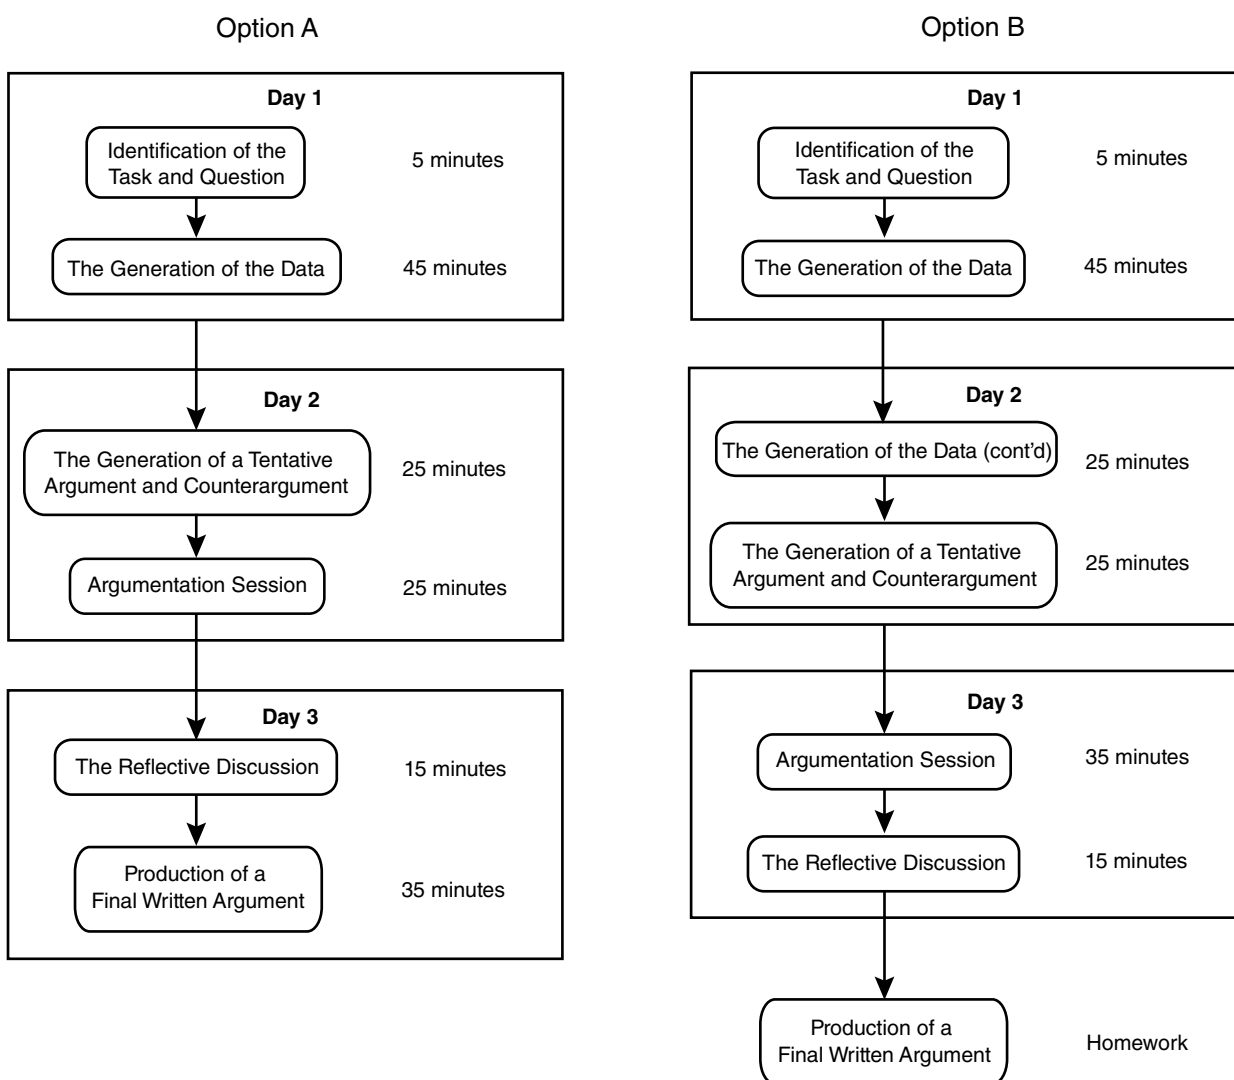 Option A
Day 1
Identification of the
Task and Question
5 minutes
The Generation of the Data
45 minutes
Day 2
The Generation of a Tentative
Argument and Counterargument
25 minutes
Argumentation Session
25 minutes
Day 3
The Reflective Discussion
15 minutes
Production of a
Final Written Argument
35 minutes
Option B
Day 1
Identification of the
Task and Question
5 minutes
The Generation of the Data
45 minutes
Day 2
The Generation of the Data (cont’d)
25 minutes
The Generation of a Tentative
Argument and Counterargument
25 minutes
Day 3
Argumentation Session
35 minutes
The Reflective Discussion
15 minutes
Production of a
Final Written Argument
Homework